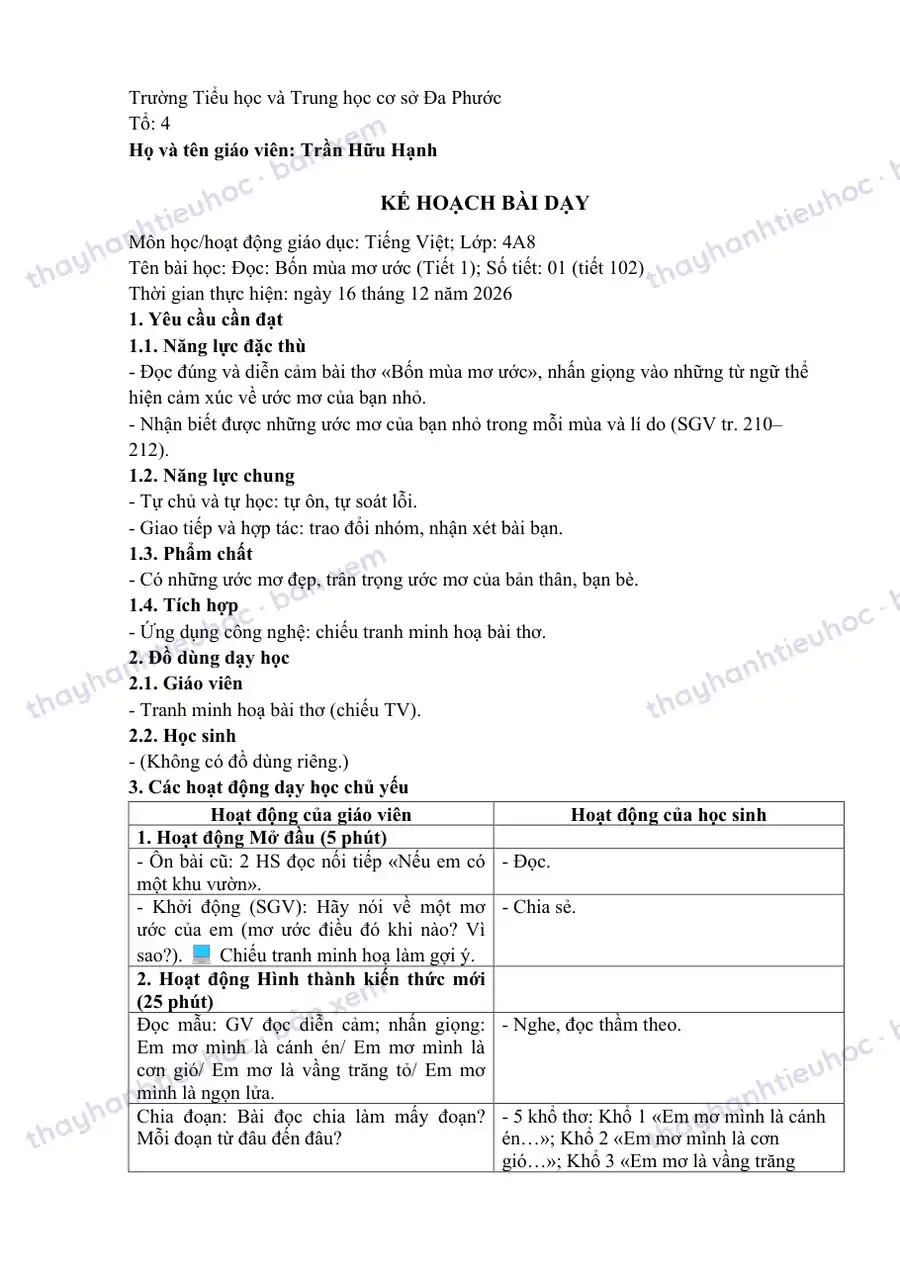 Trường Tiểu học và Trung học cơ sở Đa Phước
Tổ: 4
Họ và tên giáo viên: Trần Hữu Hạnh
KẾ HOẠCH BÀI DẠY
Môn học/hoạt động giáo dục: Tiếng Việt; Lớp: 4A8
Tên bài học: Đọc: Bốn mùa mơ ước (Tiết 1); Số tiết: 01 (tiết 102)
Thời gian thực hiện: ngày 16 tháng 12 năm 2026
1. Yêu cầu cần đạt
1.1. Năng lực đặc thù
- Đọc đúng và diễn cảm bài thơ «Bốn mùa mơ ước», nhấn giọng vào những từ ngữ thể
hiện cảm xúc về ước mơ của bạn nhỏ.
- Nhận biết được những ước mơ của bạn nhỏ trong mỗi mùa và lí do (SGV tr. 210–
212).
1.2. Năng lực chung
- Tự chủ và tự học: tự ôn, tự soát lỗi.
- Giao tiếp và hợp tác: trao đổi nhóm, nhận xét bài bạn.
1.3. Phẩm chất
- Có những ước mơ đẹp, trân trọng ước mơ của bản thân, bạn bè.
1.4. Tích hợp
- Ứng dụng công nghệ: chiếu tranh minh hoạ bài thơ.
2. Đồ dùng dạy học
2.1. Giáo viên
- Tranh minh hoạ bài thơ (chiếu TV).
2.2. Học sinh
- (Không có đồ dùng riêng.)
3. Các hoạt động dạy học chủ yếu
Hoạt động của giáo viên
Hoạt động của học sinh
1. Hoạt động Mở đầu (5 phút)
- Ôn bài cũ: 2 HS đọc nối tiếp «Nếu em có
một khu vườn».
- Đọc.
- Khởi động (SGV): Hãy nói về một mơ
ước của em (mơ ước điều đó khi nào? Vì
sao?). Chiếu tranh minh hoạ làm gợi ý.
- Chia sẻ.
2. Hoạt động Hình thành kiến thức mới
(25 phút)
Đọc mẫu: GV đọc diễn cảm; nhấn giọng:
Em mơ mình là cánh én/ Em mơ mình là
cơn gió/ Em mơ là vầng trăng tỏ/ Em mơ
mình là ngọn lửa.
- Nghe, đọc thầm theo.
Chia đoạn: Bài đọc chia làm mấy đoạn?
Mỗi đoạn từ đâu đến đâu?
- 5 khổ thơ: Khổ 1 «Em mơ mình là cánh
én…»; Khổ 2 «Em mơ mình là cơn
gió…»; Khổ 3 «Em mơ là vầng trăng
thayhanhtieuhoc · bản xem
thayhanhtieuhoc · b
thayhanhtieuhoc · bản xem
thayhanhtieuhoc · b
thayhanhtieuhoc · bản xem
thayhanhtieuhoc · b